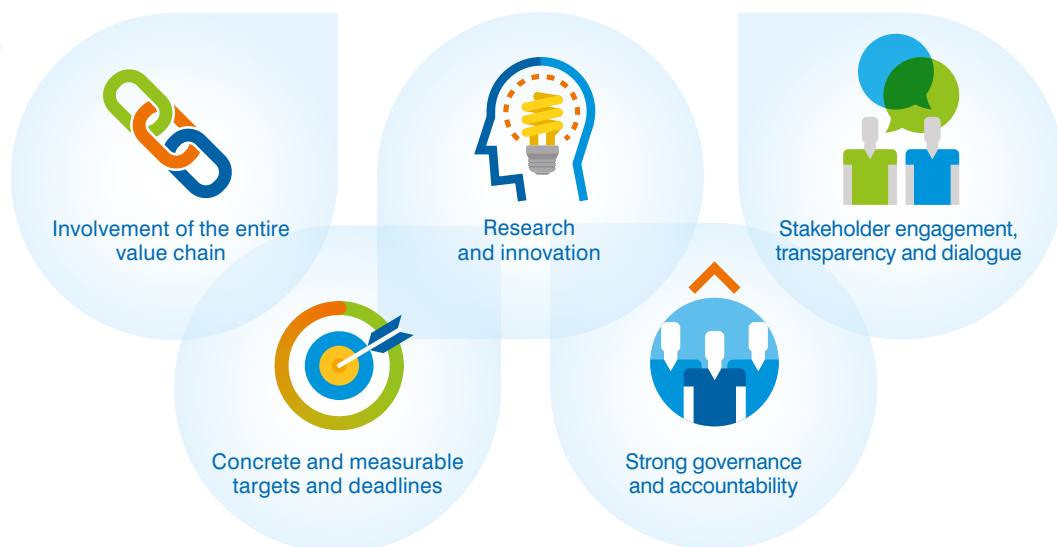 Involvement of the entire
value chain
Research
and innovation
Stakeholder engagement,
transparency and dialogue
Concrete and measurable
targets and deadlines
Strong governance
and accountability